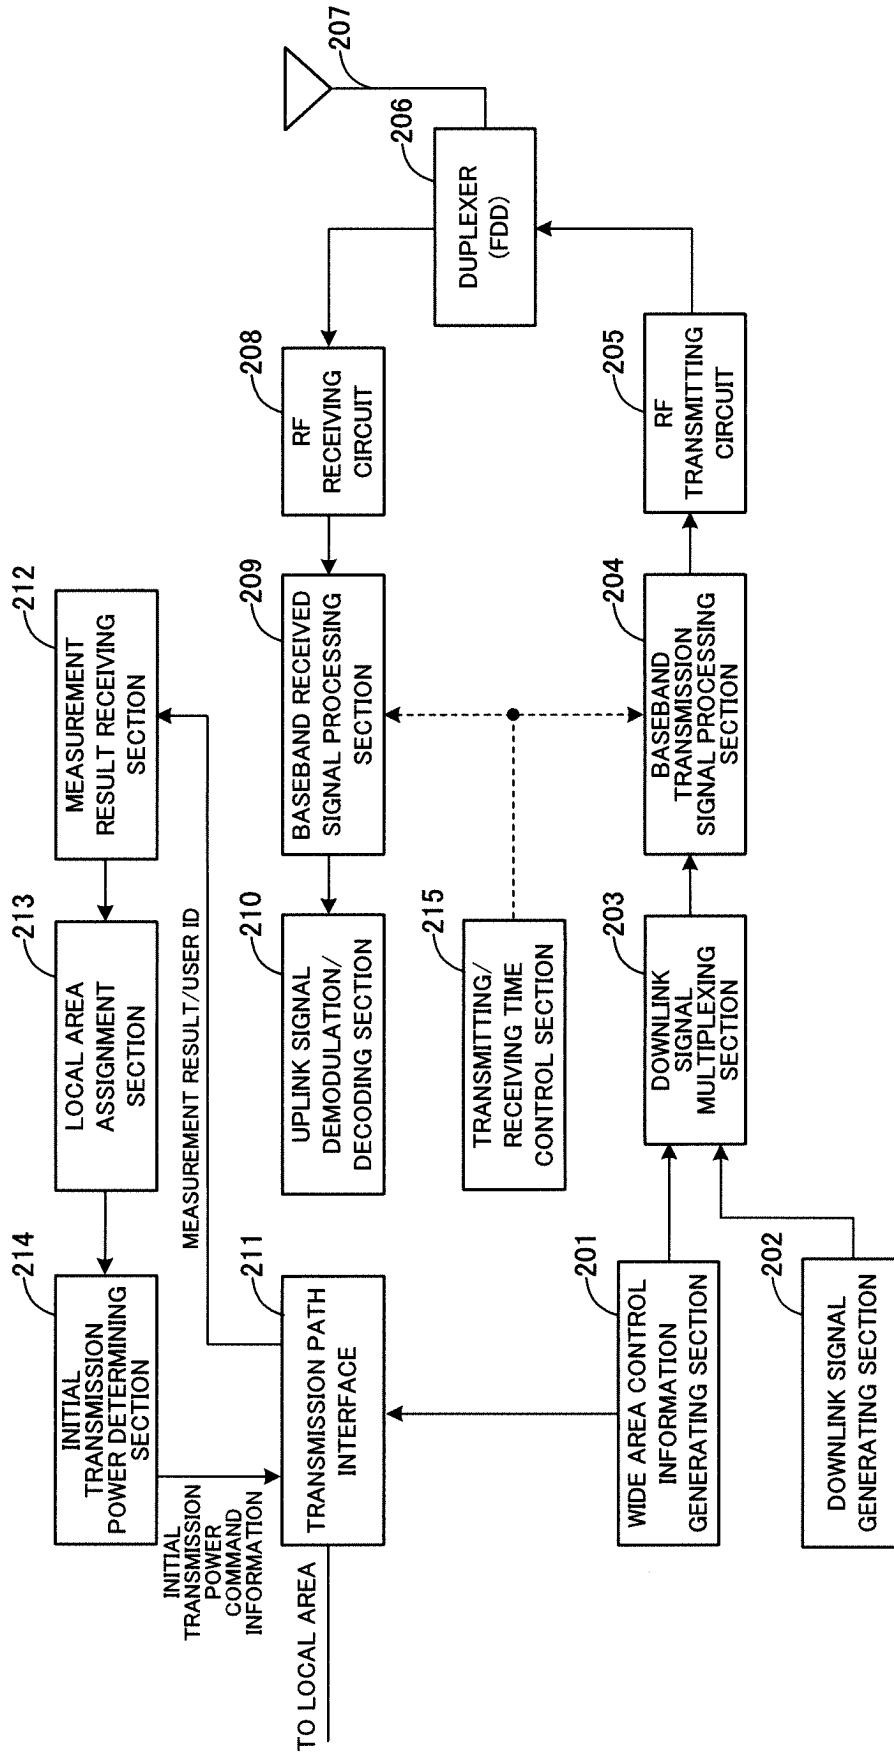 214
INITIAL
TRANSMISSION
POWER DETERMINING
SECTION
213
LOCAL AREA
ASSIGNMENT
SECTION
212
MEASUREMENT
RESULT RECEIVING
SECTION
INITIAL
TRANSMISSION
POWER
COMMAND
INFORMATION
MEASUREMENT RESULT/USER ID
TO LOCAL AREA
211
TRANSMISSION PATH
INTERFACE
210
UPLINK SIGNAL
DEMODULATION/
DECODING SECTION
209
BASEBAND RECEIVED
SIGNAL PROCESSING
SECTION
208
RF
RECEIVING
CIRCUIT
207
206
DUPLEXER
(FDD)
215
TRANSMITTING/
RECEIVING TIME
CONTROL SECTION
201
WIDE AREA CONTROL
INFORMATION
GENERATING SECTION
203
DOWNLINK
SIGNAL
MULTIPLEXING
SECTION
204
BASEBAND
TRANSMISSION
SIGNAL PROCESSING
SECTION
205
RF
TRANSMITTING
CIRCUIT
202
DOWNLINK SIGNAL
GENERATING SECTION